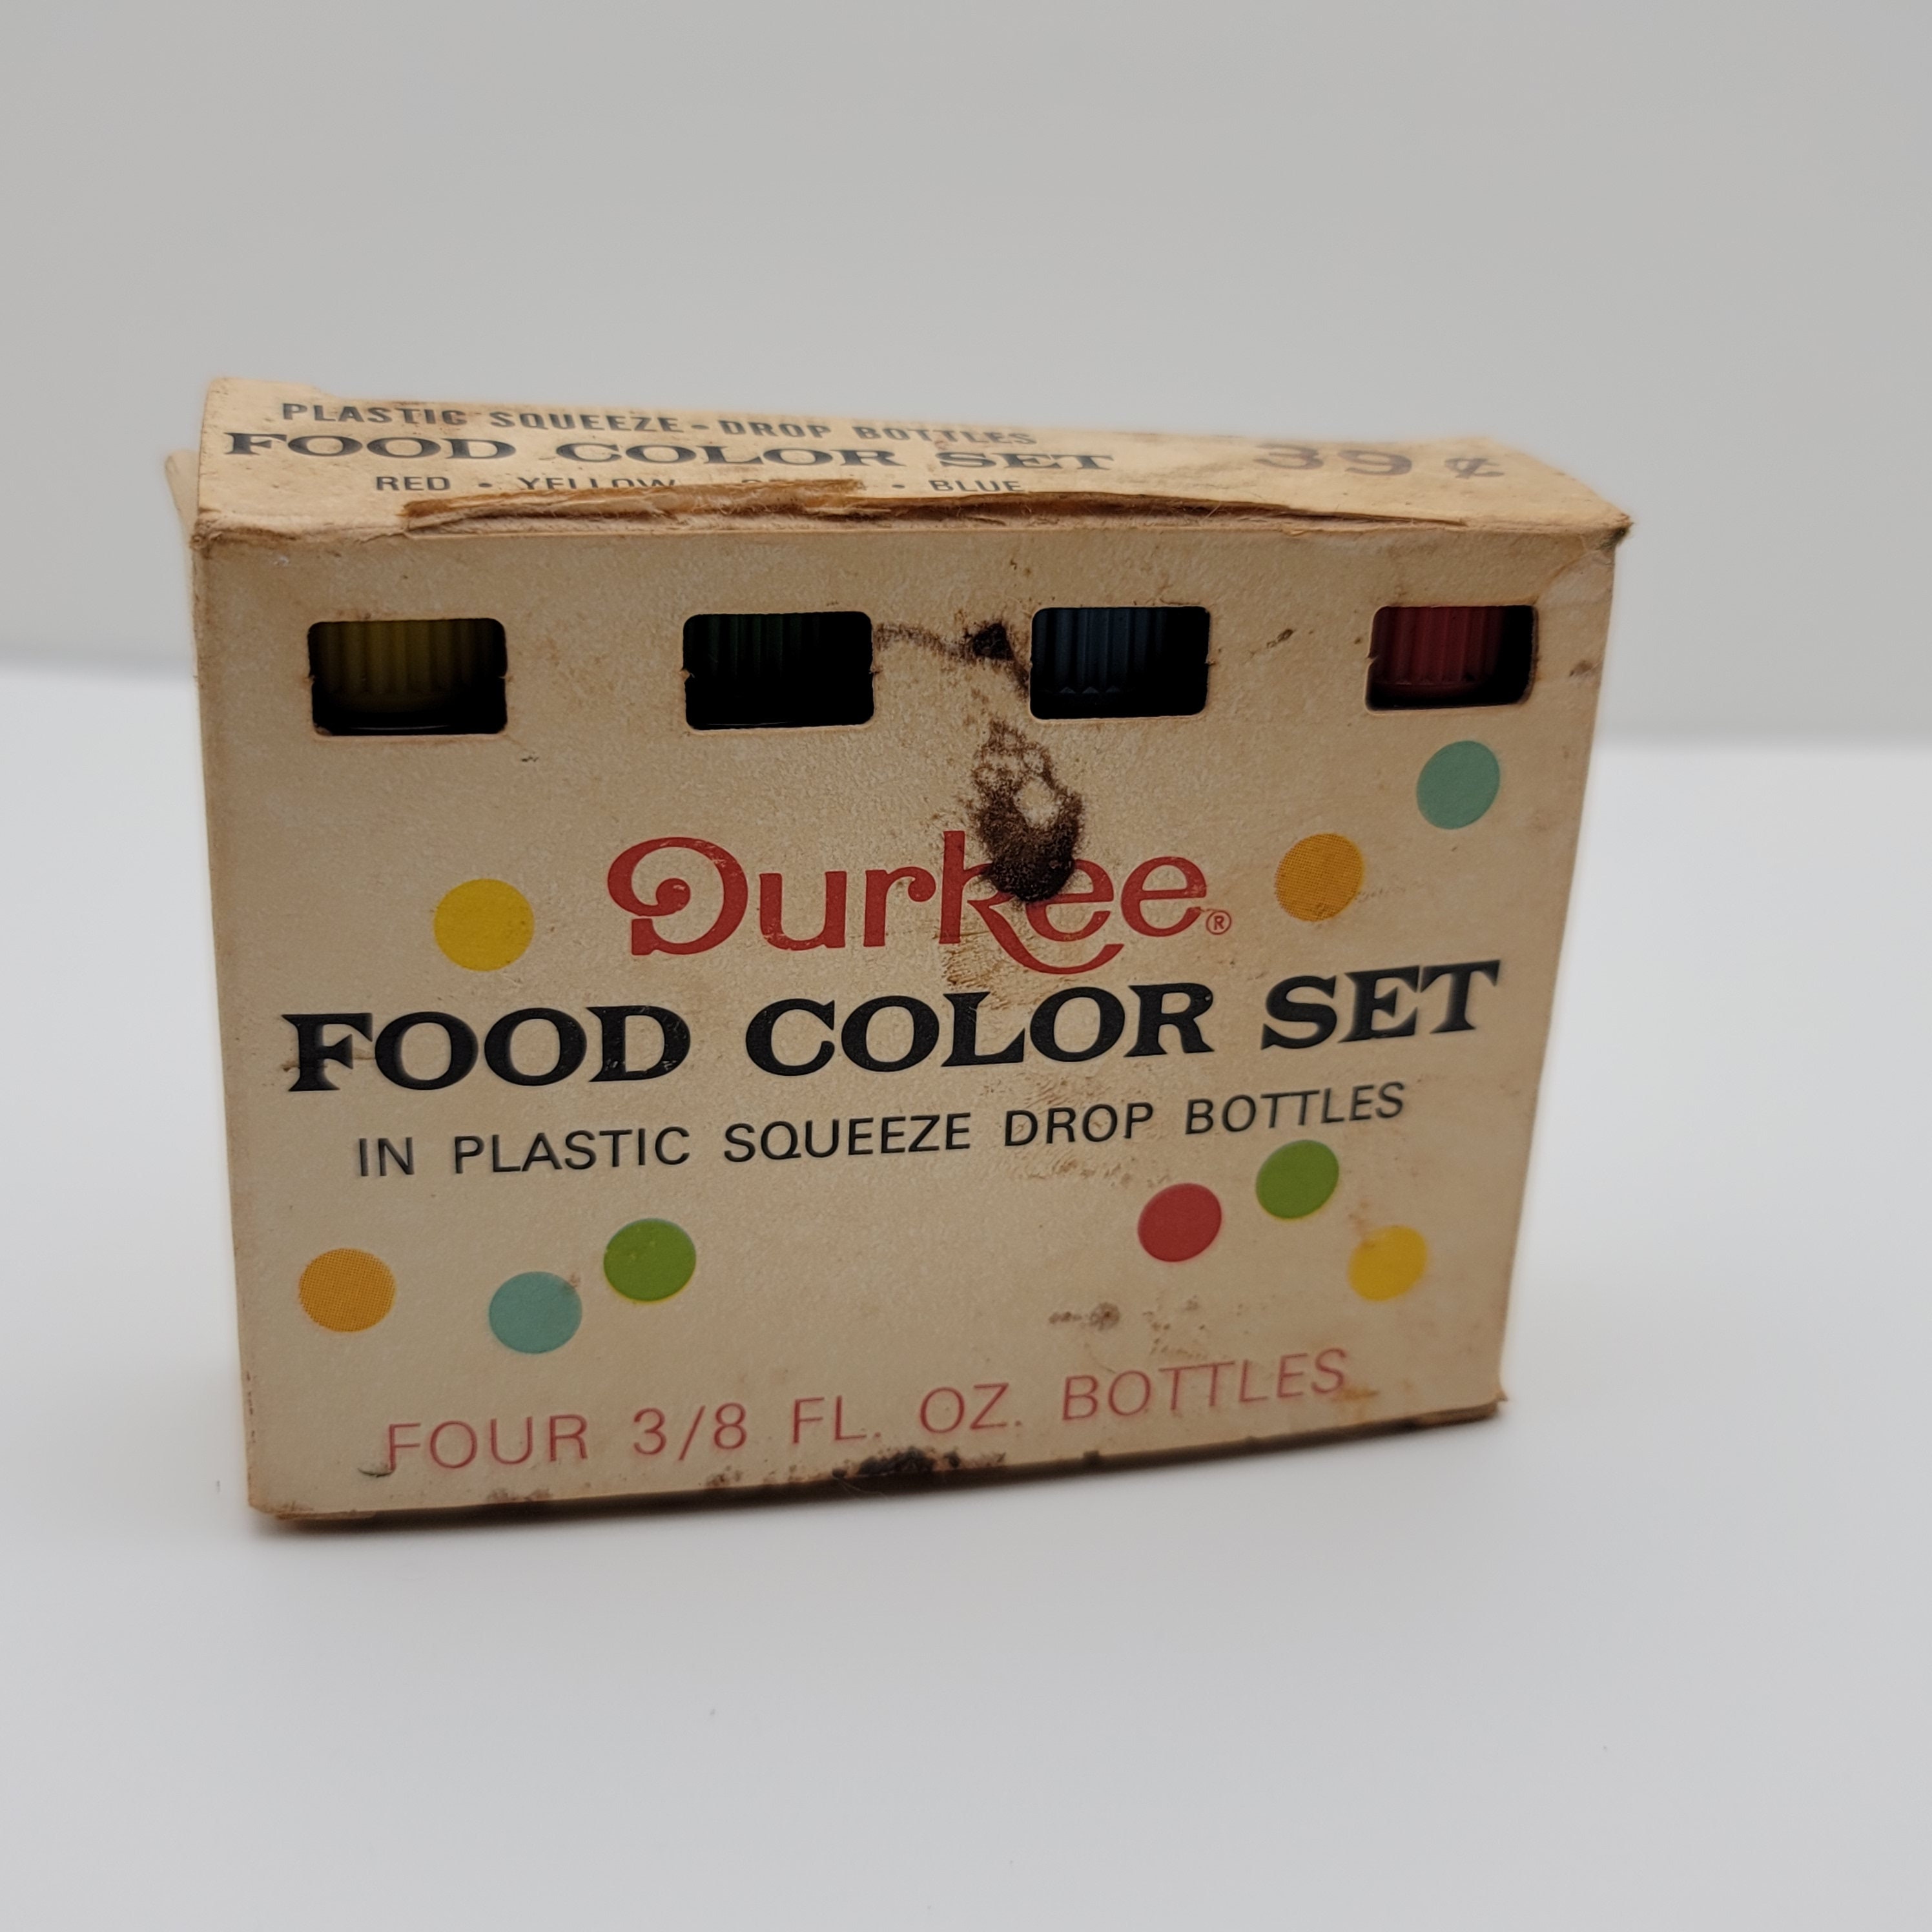 PLASTIC SQUEEZE-DROP BOTTLES
FOOD COLOR SET 39¢
RED • YELLOW • BLUE
Durkee®
FOOD COLOR SET
IN PLASTIC SQUEEZE DROP BOTTLES
FOUR 3/8 FL. OZ. BOTTLES